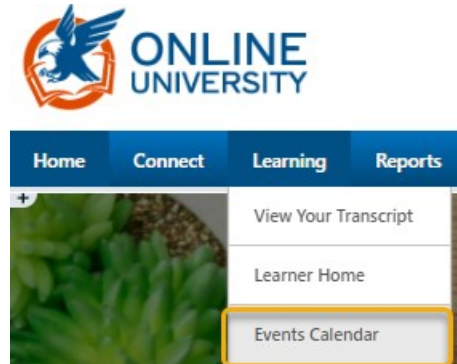 ONLINE
UNIVERSITY
Home Connect Learning Reports
+
View Your Transcript
Learner Home
Events Calendar